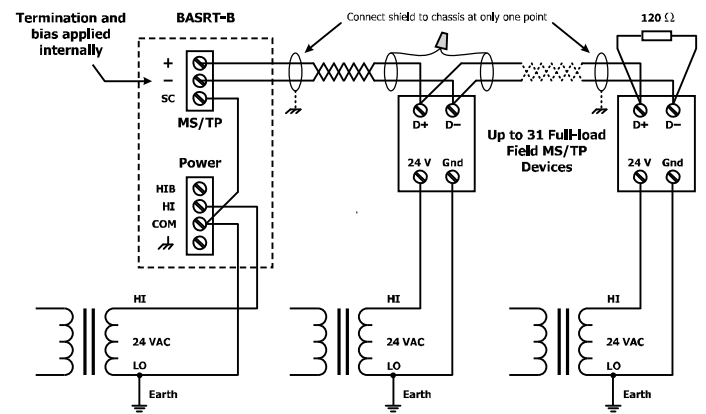 Termination and
bias applied
internally
BASRT-B
Connect shield to chassis at only one point
120 Ω
+
−
SC
MS/TP
D+ D−
D+ D−
Up to 31 Full-load
Field MS/TP
Devices
Power
24 V Gnd
24 V Gnd
HIB
HI
COM
HI
24 VAC
LO
Earth
HI
24 VAC
LO
Earth
HI
24 VAC
LO
Earth